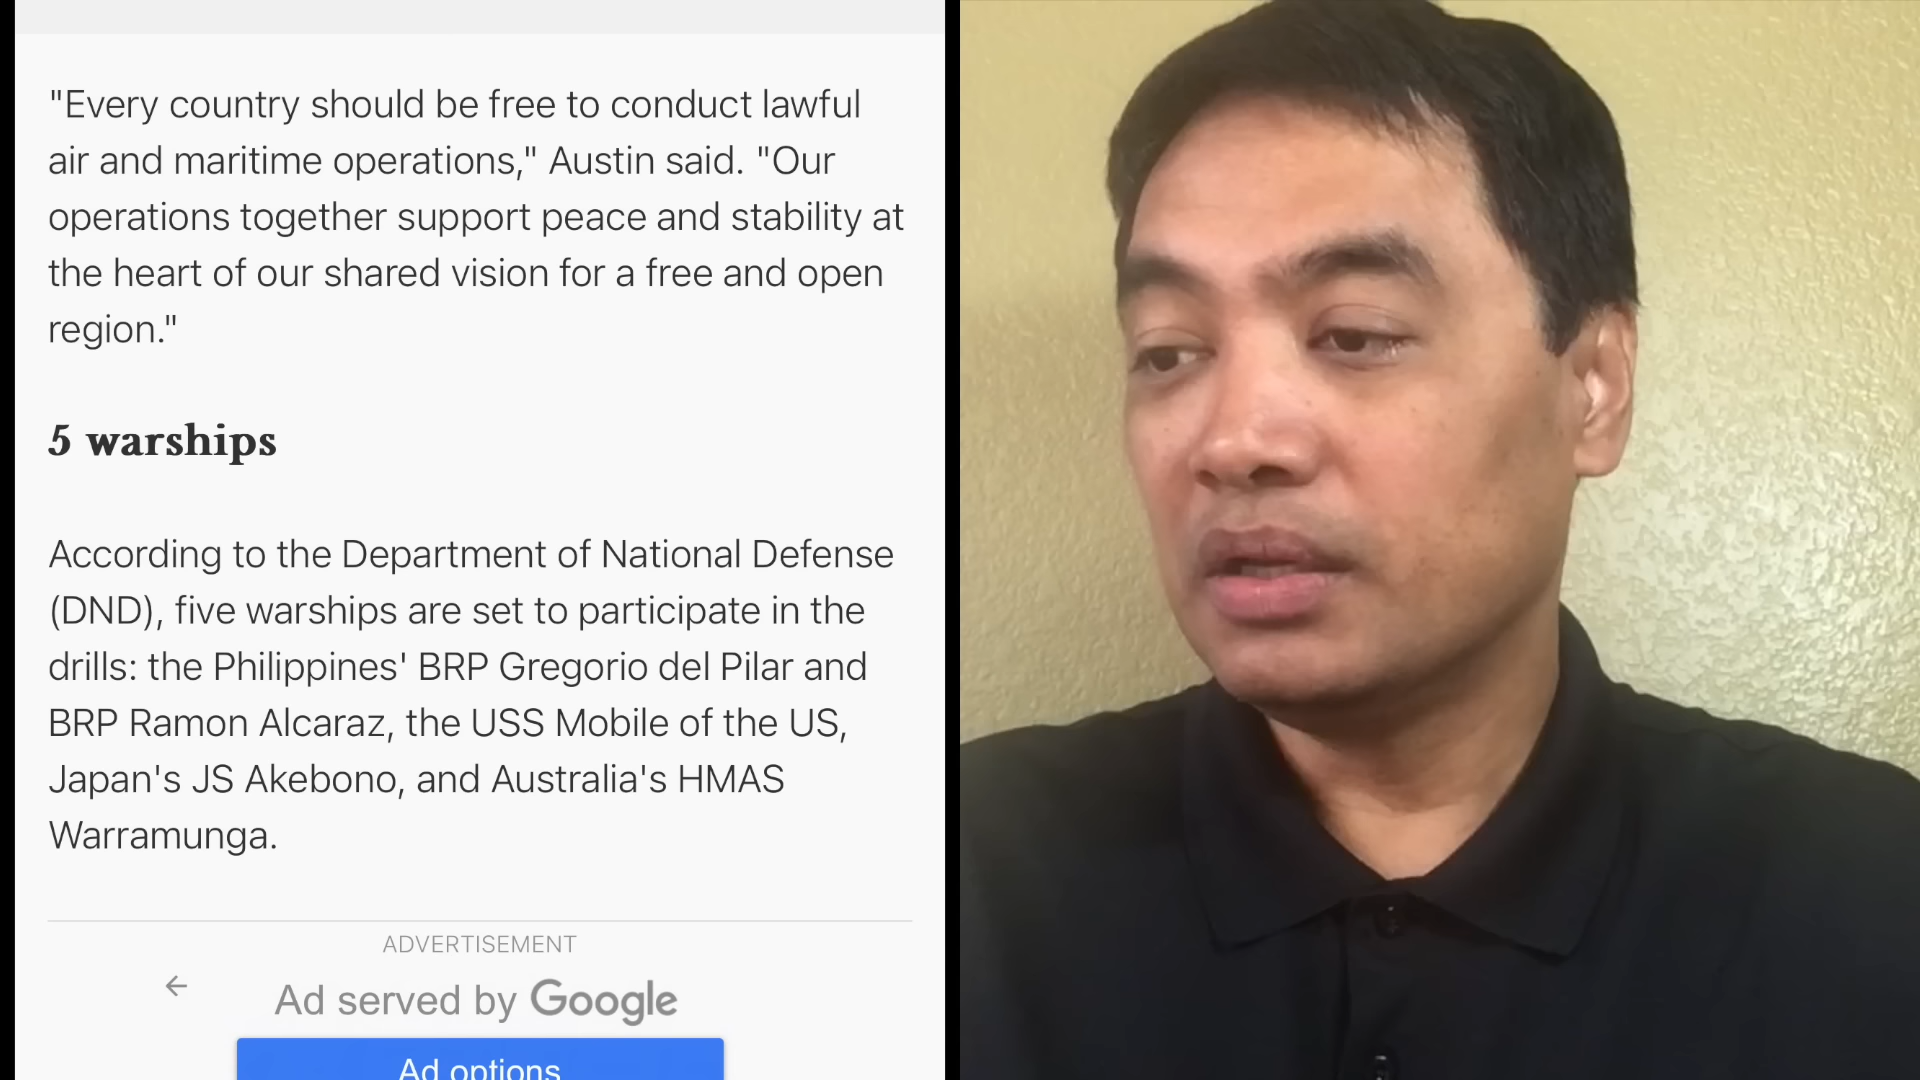 "Every country should be free to conduct lawful
air and maritime operations," Austin said. "Our
operations together support peace and stability at
the heart of our shared vision for a free and open
region."
5 warships
According to the Department of National Defense
(DND), five warships are set to participate in the
drills: the Philippines' BRP Gregorio del Pilar and
BRP Ramon Alcaraz, the USS Mobile of the US,
Japan's JS Akebono, and Australia's HMAS
Warramunga.
ADVERTISEMENT
Ad served by Google
Ad options